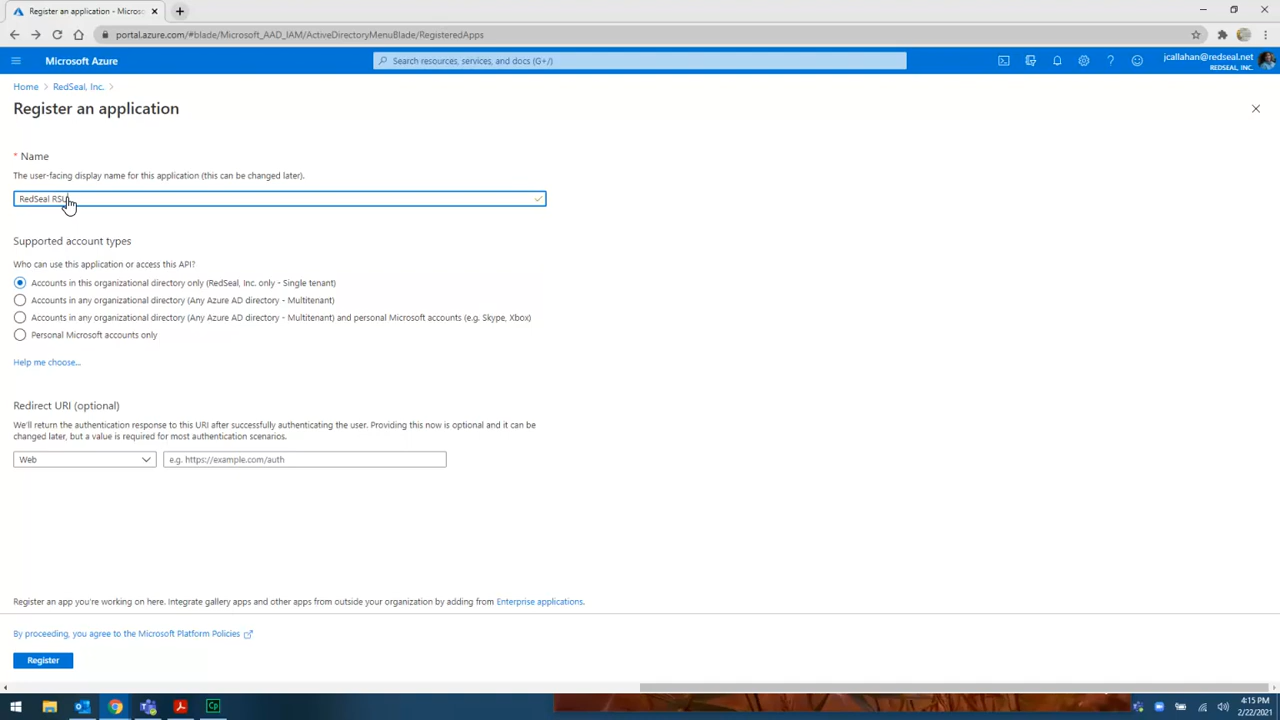 Register an application - Micros
portal.azure.com/#blade/Microsoft_AAD_IAM/ActiveDirectoryMenuBlade/RegisteredApps
Microsoft Azure
Search resources, services, and docs (G+/)
jcallahan@redseal.net
REDSEAL, INC.
Home > RedSeal, Inc. >
Register an application
* Name
The user-facing display name for this application (this can be changed later).
RedSeal RSU
Supported account types
Who can use this application or access this API?
Accounts in this organizational directory only (RedSeal, Inc. only - Single tenant)
Accounts in any organizational directory (Any Azure AD directory - Multitenant)
Accounts in any organizational directory (Any Azure AD directory - Multitenant) and personal Microsoft accounts (e.g. Skype, Xbox)
Personal Microsoft accounts only
Help me choose...
Redirect URI (optional)
We'll return the authentication response to this URI after successfully authenticating the user. Providing this now is optional and it can be
changed later, but a value is required for most authentication scenarios.
Web
e.g. https://example.com/auth
Register an app you're working on here. Integrate gallery apps and other apps from outside your organization by adding from Enterprise applications.
By proceeding, you agree to the Microsoft Platform Policies
Register
4:15 PM
2/22/2021